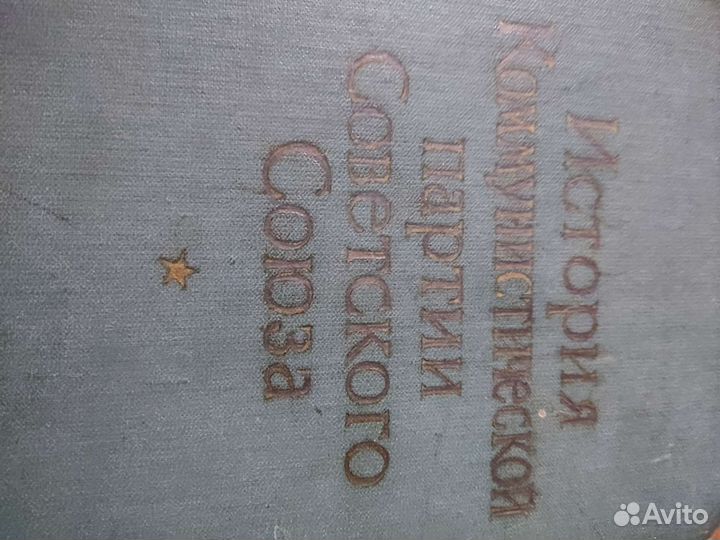 История
Коммунистической
партии
Советского
Союза
Avito